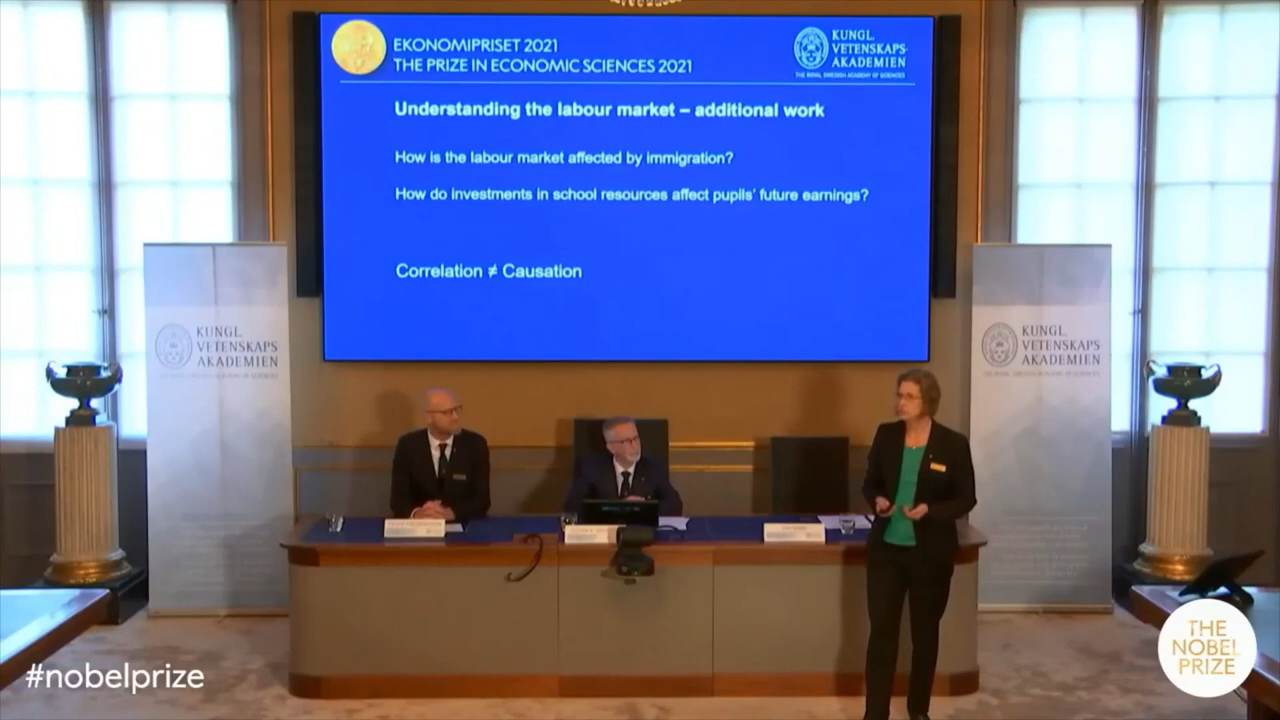 EKONOMIPRISET 2021
THE PRIZE IN ECONOMIC SCIENCES 2021
KUNGL.
VETENSKAPS-
AKADEMIEN
THE ROYAL SWEDISH ACADEMY OF SCIENCES
Understanding the labour market – additional work
How is the labour market affected by immigration?
How do investments in school resources affect pupils' future earnings?
Correlation ≠ Causation
KUNGL.
VETENSKAPS
AKADEMIEN
KUNGL.
VETENSKAPS
AKADEMIEN
#nobelprize
THE
NOBEL
PRIZE